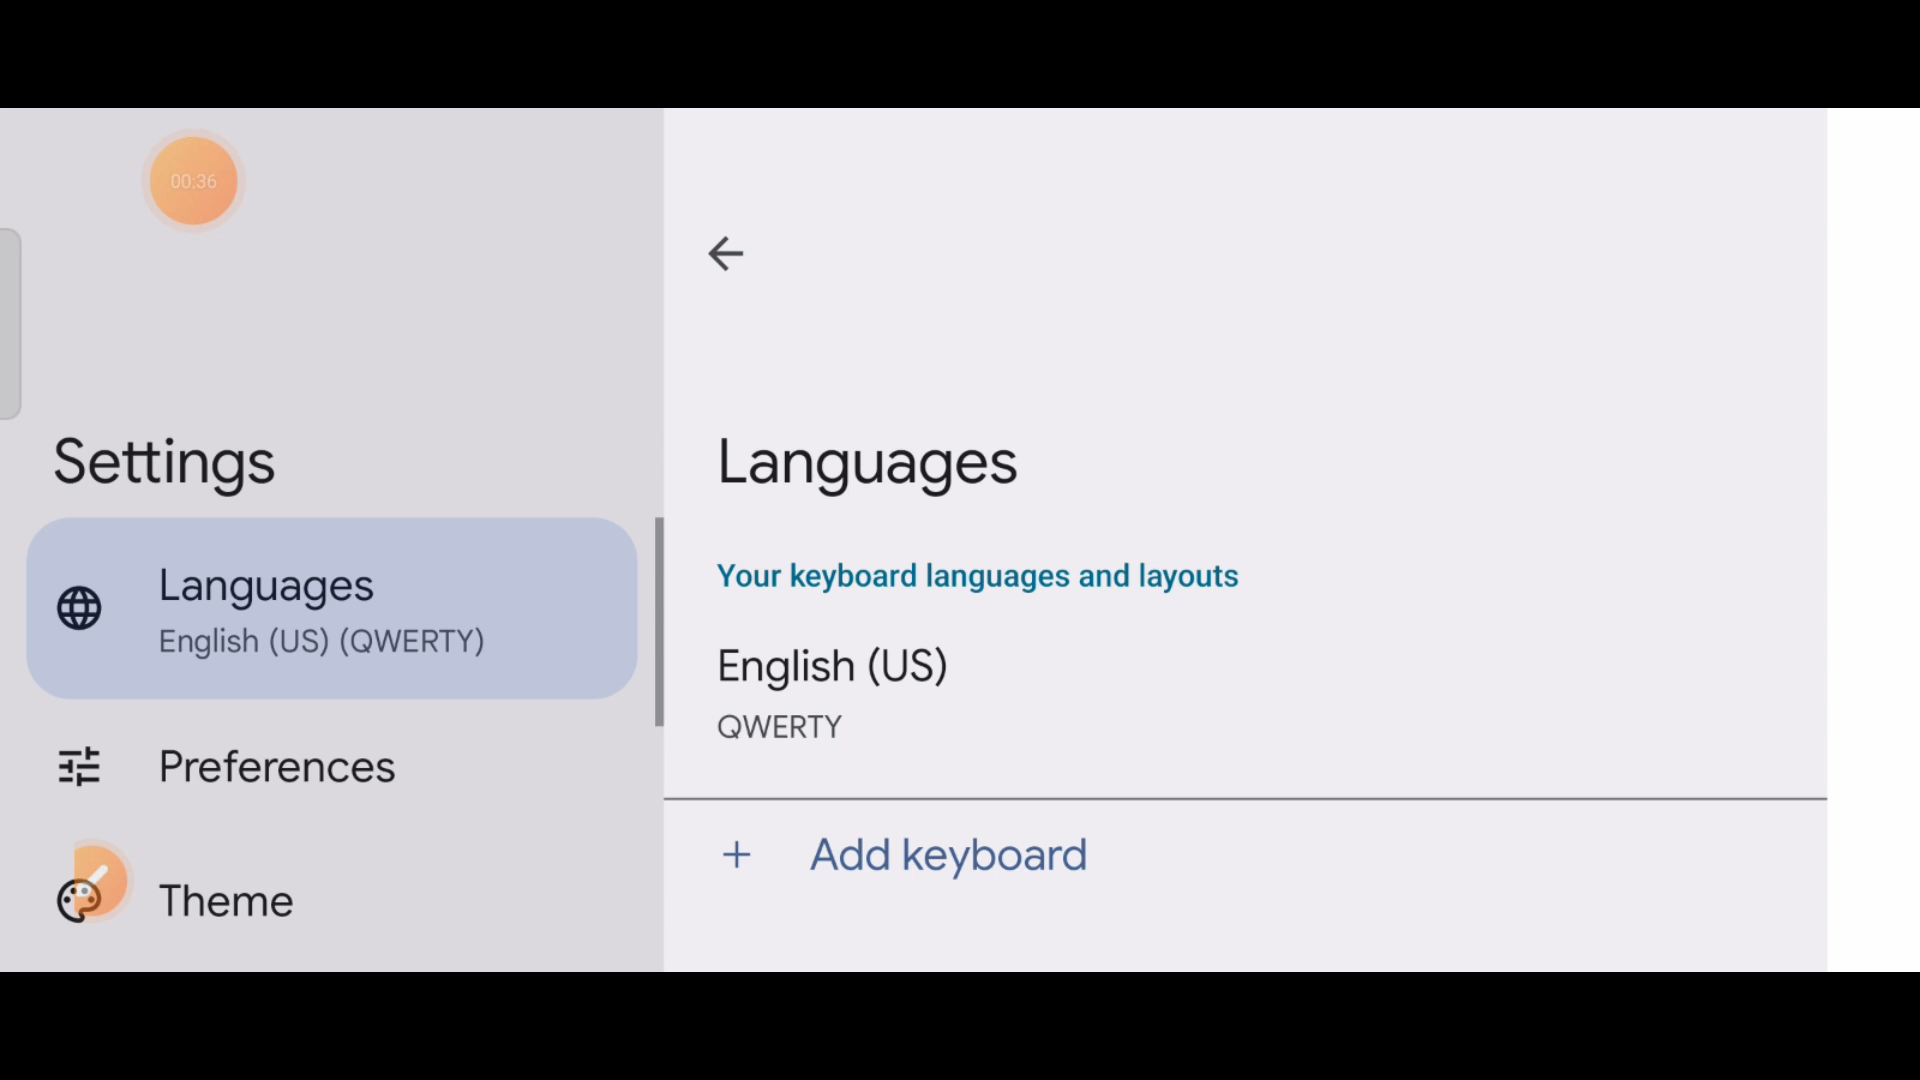 00:36
Settings
Languages
English (US) (QWERTY)
Preferences
Theme
Languages
Your keyboard languages and layouts
English (US)
QWERTY
+ Add keyboard